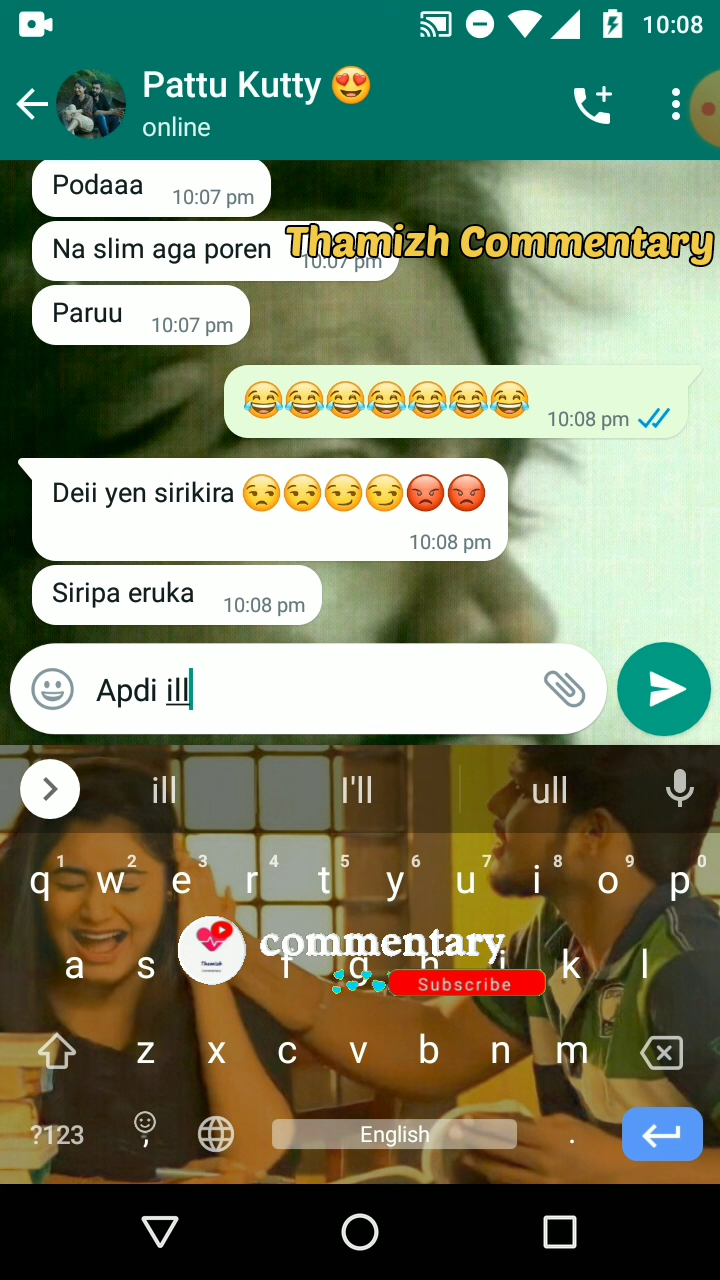 10:08
Pattu Kutty 😍
online
Podaaa 10:07 pm
Thamizh Commentary
Na slim aga poren 10:07 pm
Paruu 10:07 pm
😂😂😂😂😂😂😂 10:08 pm
Deii yen sirikira 😒😒😏😏😡😡
10:08 pm
Siripa eruka 10:08 pm
Apdi ill
ill I'll ull
1 2 3 4 5 6 7 8 9 0
q w e r t y u i o p
commentary
a s f g h j k l
Subscribe
z x c v b n m
?123 , English .